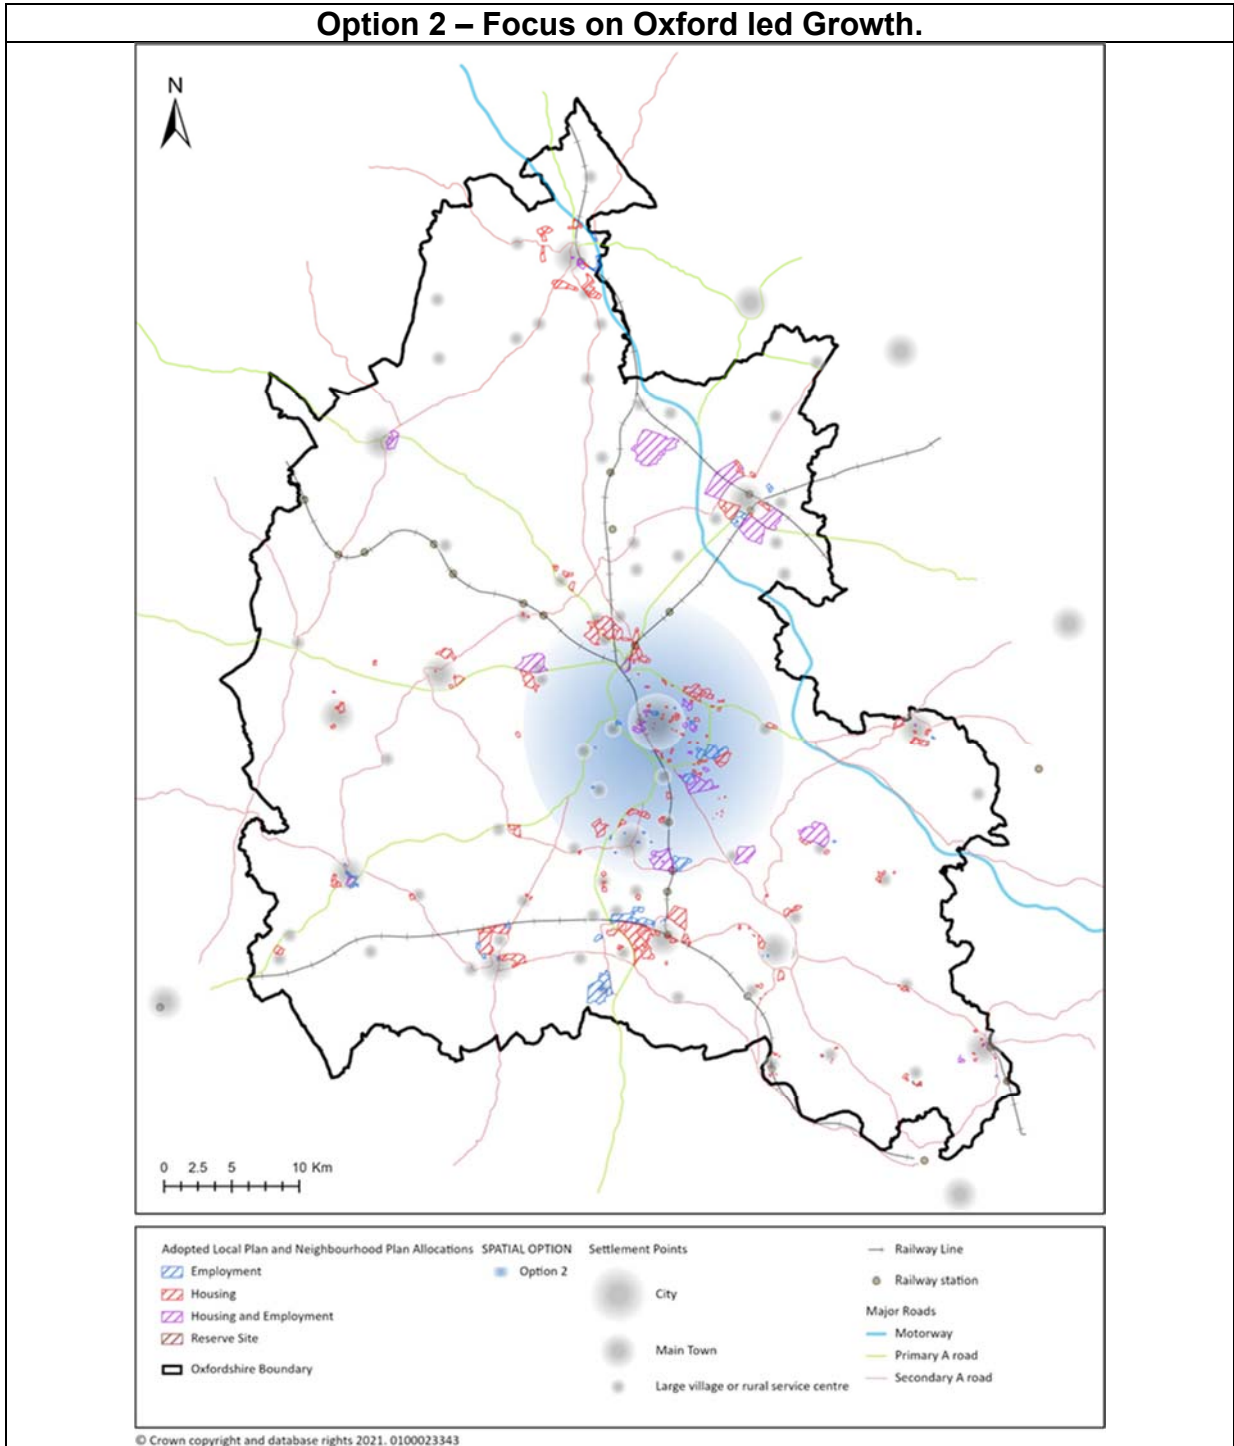 Option 2 – Focus on Oxford led Growth.
N
0 2.5 5 10 Km
Adopted Local Plan and Neighbourhood Plan Allocations
Employment
Housing
Housing and Employment
Reserve Site
Oxfordshire Boundary
SPATIAL OPTION
Option 2
Settlement Points
City
Main Town
Large village or rural service centre
Railway Line
Railway station
Major Roads
Motorway
Primary A road
Secondary A road
© Crown copyright and database rights 2021. 0100023343